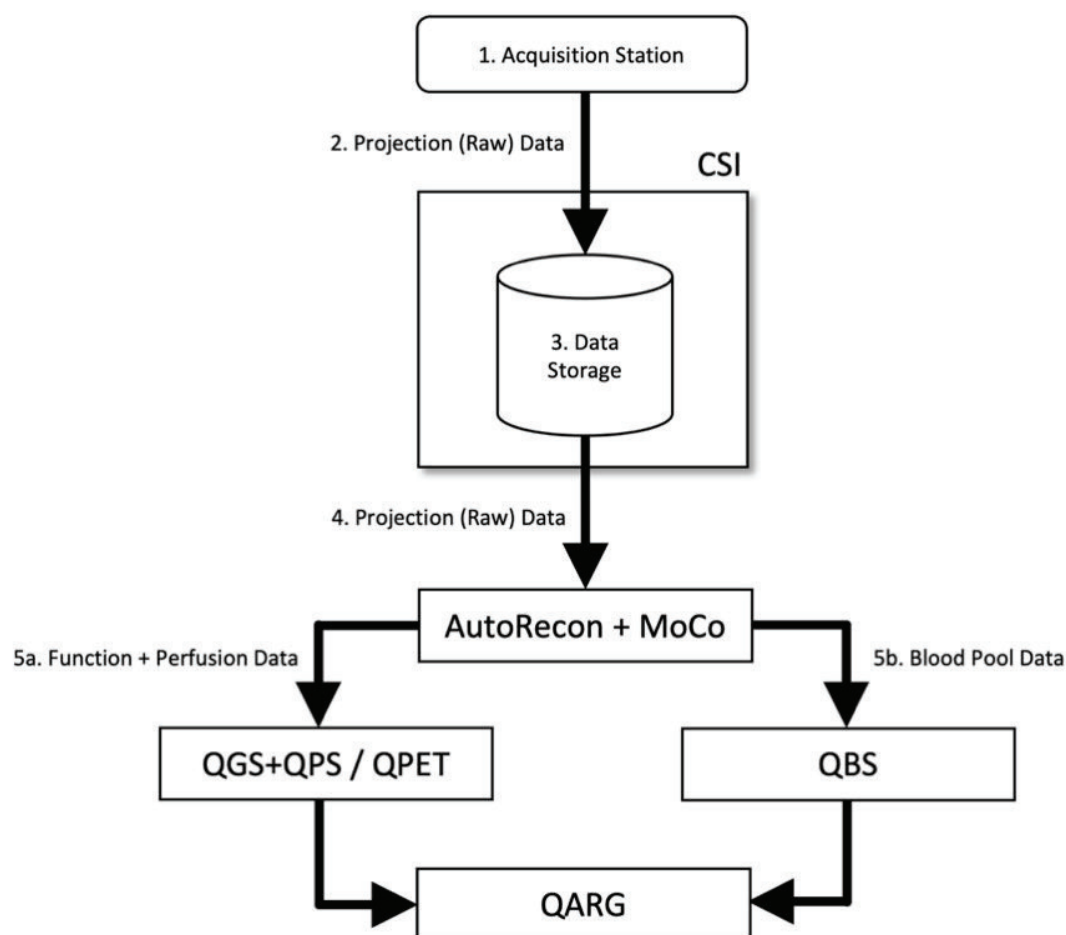 1. Acquisition Station
2. Projection (Raw) Data
CSI
3. Data
Storage
4. Projection (Raw) Data
AutoRecon + MoCo
5a. Function + Perfusion Data
5b. Blood Pool Data
QGS+QPS / QPET
QBS
QARG